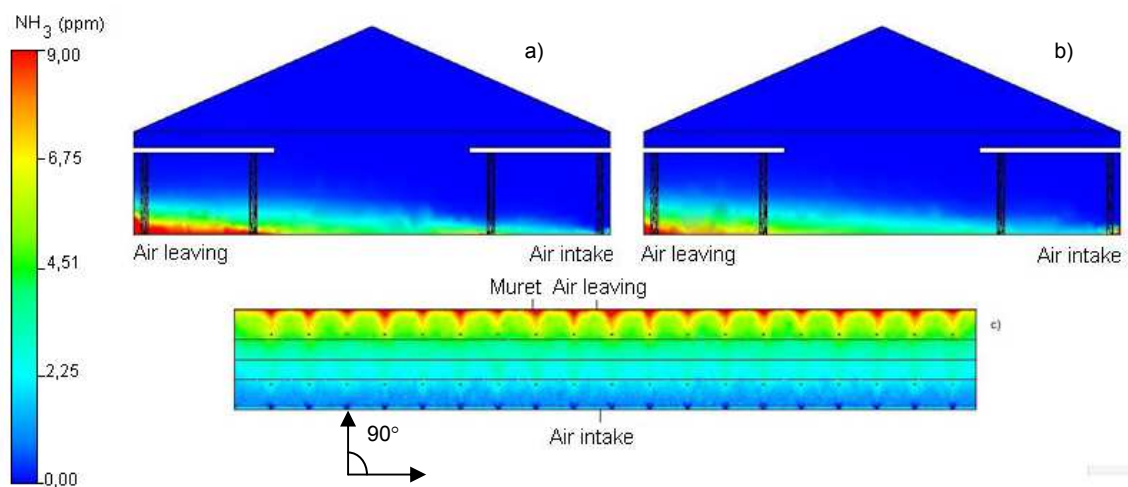 NH3 (ppm)
9,00
6,75
4,51
2,25
0,00
a)
b)
Air leaving
Air intake
Air leaving
Air intake
Muret Air leaving
c)
Air intake
90°